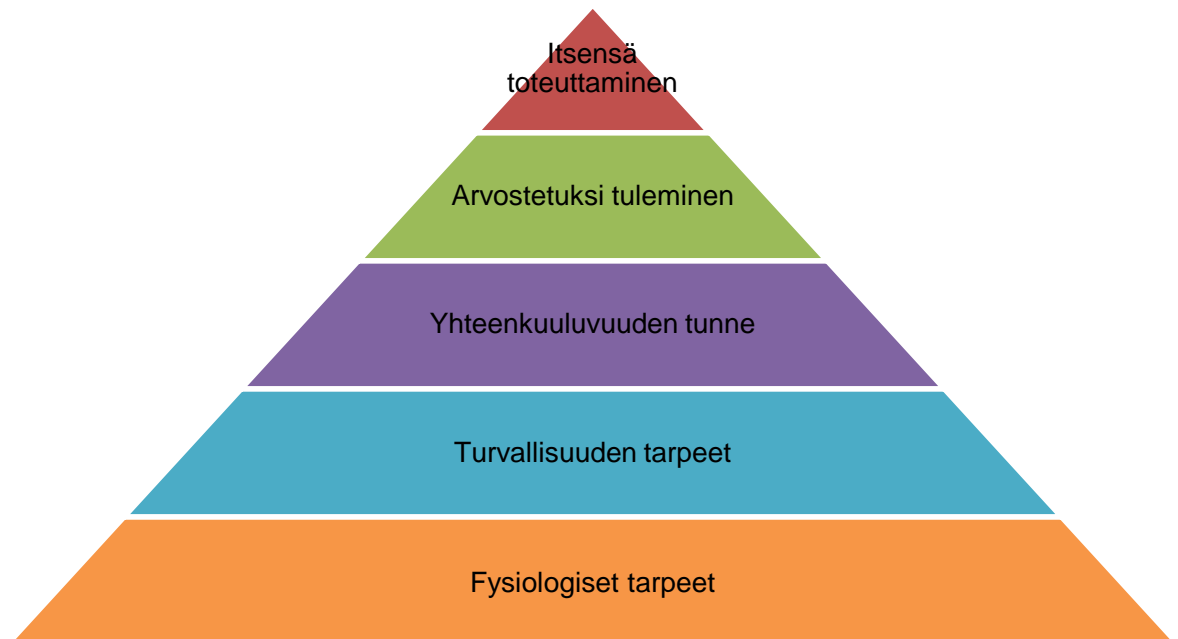 Itsensä
toteuttaminen
Arvostetuksi tuleminen
Yhteenkuuluvuuden tunne
Turvallisuuden tarpeet
Fysiologiset tarpeet